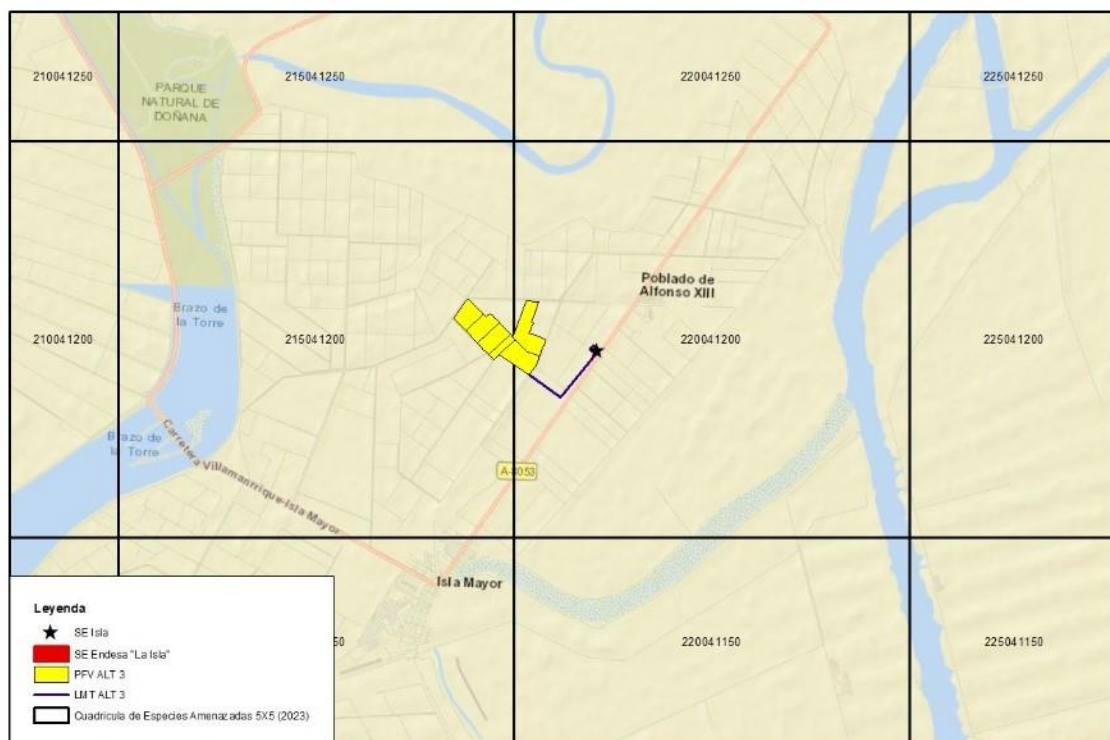 210041250
215041250
220041250
225041250
PARQUE
NATURAL DE
DOÑANA
Poblado de
Alfonso XIII
Brazo de
la Torre
210041200
215041200
220041200
225041200
Brazo de
la Torre
Carretera Villamanrrique-Isla Mayor
A-8053
Isla Mayor
220041150
225041150
Leyenda
SE Isla
SE Endesa "La Isla"
PFV ALT 3
LMT ALT 3
Cuadrícula de Especies Amenazadas 5X5 (2023)